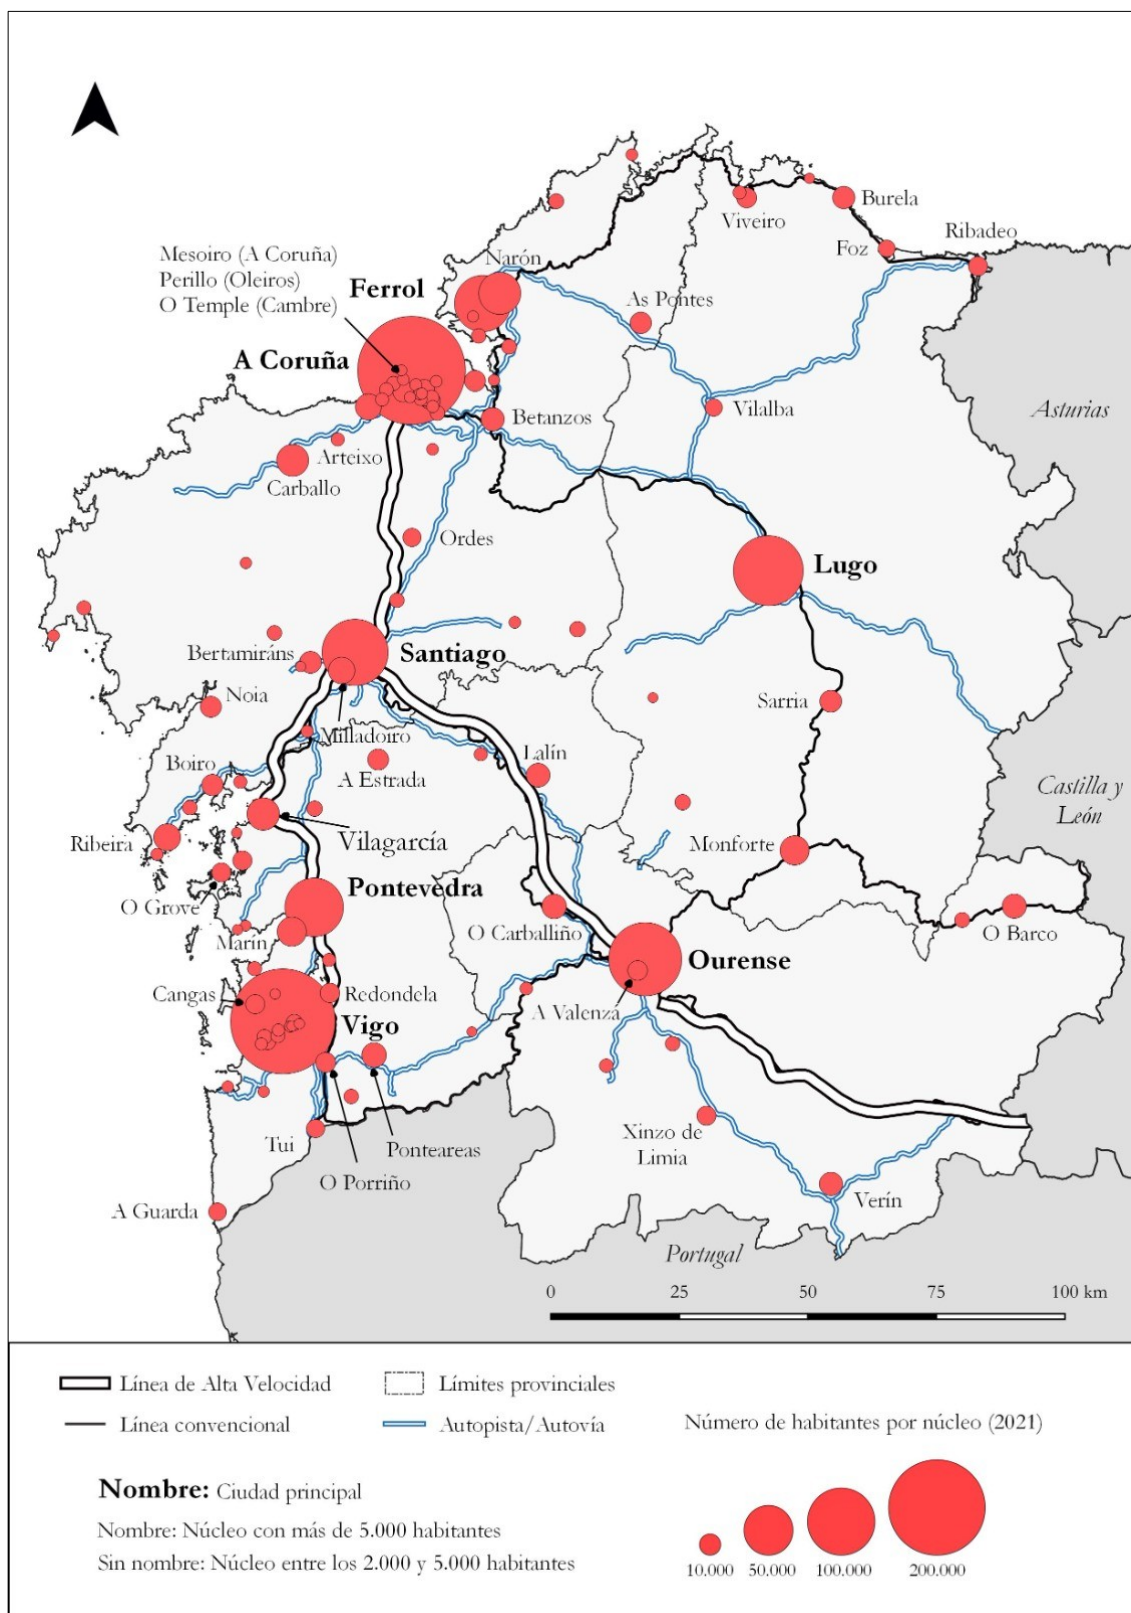 Viveiro
Burela
Foz
Ribadeo
Mesoiro (A Coruña)
Perillo (Oleiros)
O Temple (Cambre)
Narón
Ferrol
As Pontes
A Coruña
Vilalba
Asturias
Betanzos
Arteixo
Carballo
Ordes
Lugo
Bertamiráns
Santiago
Noia
Milladoiro
Sarria
A Estrada
Lalín
Boiro
Castilla y
León
Ribeira
Vilagarcía
Monforte
Pontevedra
O Grove
Marín
O Carballiño
O Barco
Ourense
Cangas
Redondela
A Valenzá
Vigo
Tui
Ponteareas
O Porriño
Xinzo de
Limia
Verín
A Guarda
Portugal
0 25 50 75 100 km
Línea de Alta Velocidad
Límites provinciales
Línea convencional
Autopista/Autovía
Número de habitantes por núcleo (2021)
Nombre: Ciudad principal
Nombre: Núcleo con más de 5.000 habitantes
Sin nombre: Núcleo entre los 2.000 y 5.000 habitantes
10.000 50.000 100.000 200.000